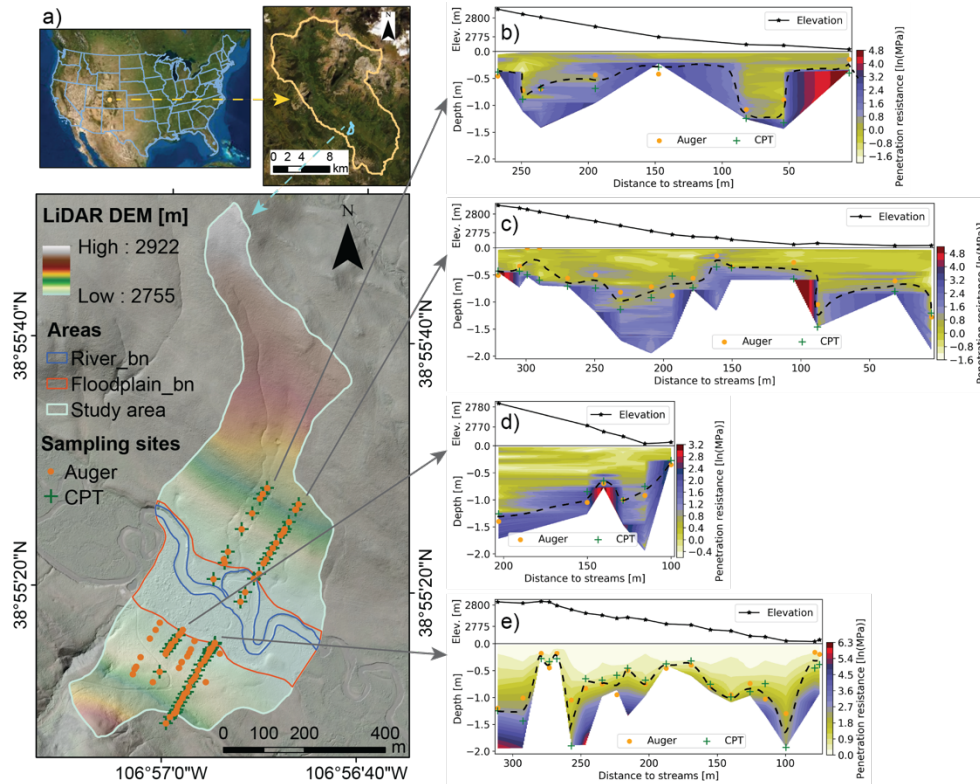 a)
N
0 2 4 8
km
LiDAR DEM [m]
High : 2922
Low : 2755
Areas
River_bn
Floodplain_bn
Study area
Sampling sites
Auger
CPT
N
38°55'40"N
38°55'20"N
38°55'40"N
38°55'20"N
0 100 200 400
m
106°57'0"W
106°56'40"W
b)
Elev. [m]
2800
2775
Elevation
Depth [m]
0.0
−0.5
−1.0
−1.5
−2.0
Auger
CPT
250 200 150 100 50
Distance to streams [m]
4.8
4.0
3.2
2.4
1.6
0.8
0.0
−0.8
−1.6
Penetration resistance [ln(MPa)]
c)
Elev. [m]
2800
2775
Elevation
Depth [m]
0.0
−0.5
−1.0
−1.5
−2.0
Auger
CPT
300 250 200 150 100 50
Distance to streams [m]
4.8
4.0
3.2
2.4
1.6
0.8
0.0
−0.8
−1.6
Penetration resistance [ln(MPa)]
d)
Elev. [m]
2780
Elevation
Depth [m]
0.0
−0.5
−1.0
−1.5
−2.0
Auger
CPT
200 180 160 140 120 100
Distance to streams [m]
3.2
2.8
2.4
2.0
1.6
1.2
0.8
0.4
0.0
−0.4
Penetration resistance [ln(MPa)]
e)
Elev. [m]
2800
Elevation
Depth [m]
0.0
−0.5
−1.0
−1.5
−2.0
Auger
CPT
300 250 200 150 100
Distance to streams [m]
6.3
5.4
4.5
3.6
2.7
1.8
0.9
0.0
Penetration resistance [ln(MPa)]